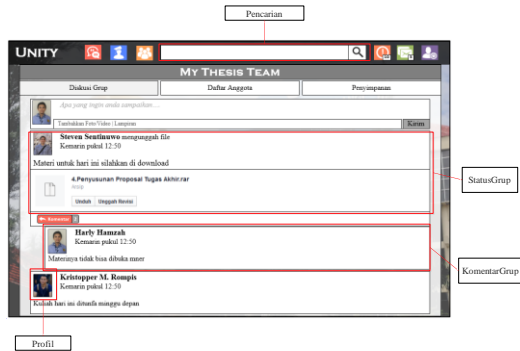 Pencarian
UNITY
MY THESIS TEAM
Diskusi Grup
Daftar Anggota
Penyimpanan
Apa yang ingin anda sampaikan....
Tambahkan Foto/Video | Lampiran
Kirim
Steven Sentinuwo mengunggah file
Kemarin pukul 12:50
Materi untuk hari ini silahkan di download
4.Penyusunan Proposal Tugas Akhir.rar
Unduh
Unggah Revisi
StatusGrup
Komentar
Harly Hamzah
Kemarin pukul 12:50
Materinya tidak bisa dibuka mner
KomentarGrup
Kristopper M. Rompis
Kemarin pukul 12:50
Kuliah hari ini ditunda minggu depan
Profil